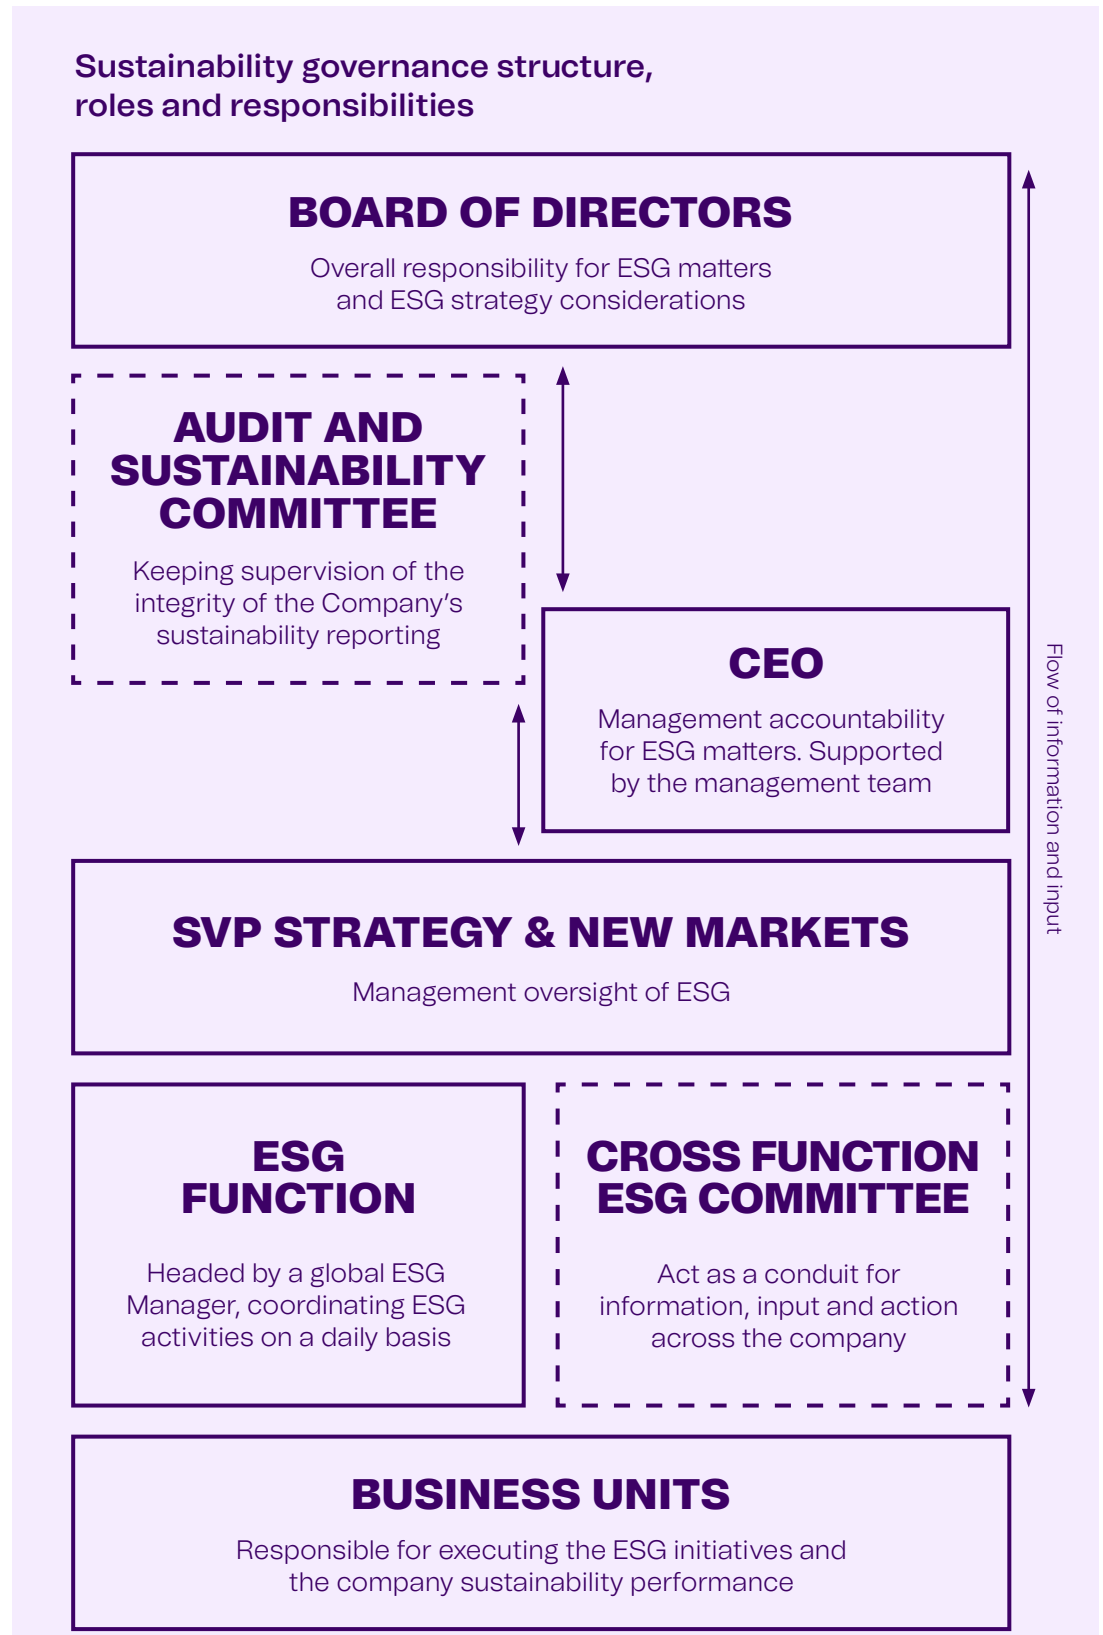 Sustainability governance structure,
roles and responsibilities
BOARD OF DIRECTORS
Overall responsibility for ESG matters
and ESG strategy considerations
AUDIT AND
SUSTAINABILITY
COMMITTEE
Keeping supervision of the
integrity of the Company's
sustainability reporting
CEO
Management accountability
for ESG matters. Supported
by the management team
Flow of information and input
SVP STRATEGY & NEW MARKETS
Management oversight of ESG
ESG
FUNCTION
Headed by a global ESG
Manager, coordinating ESG
activities on a daily basis
CROSS FUNCTION
ESG COMMITTEE
Act as a conduit for
information, input and action
across the company
BUSINESS UNITS
Responsible for executing the ESG initiatives and
the company sustainability performance